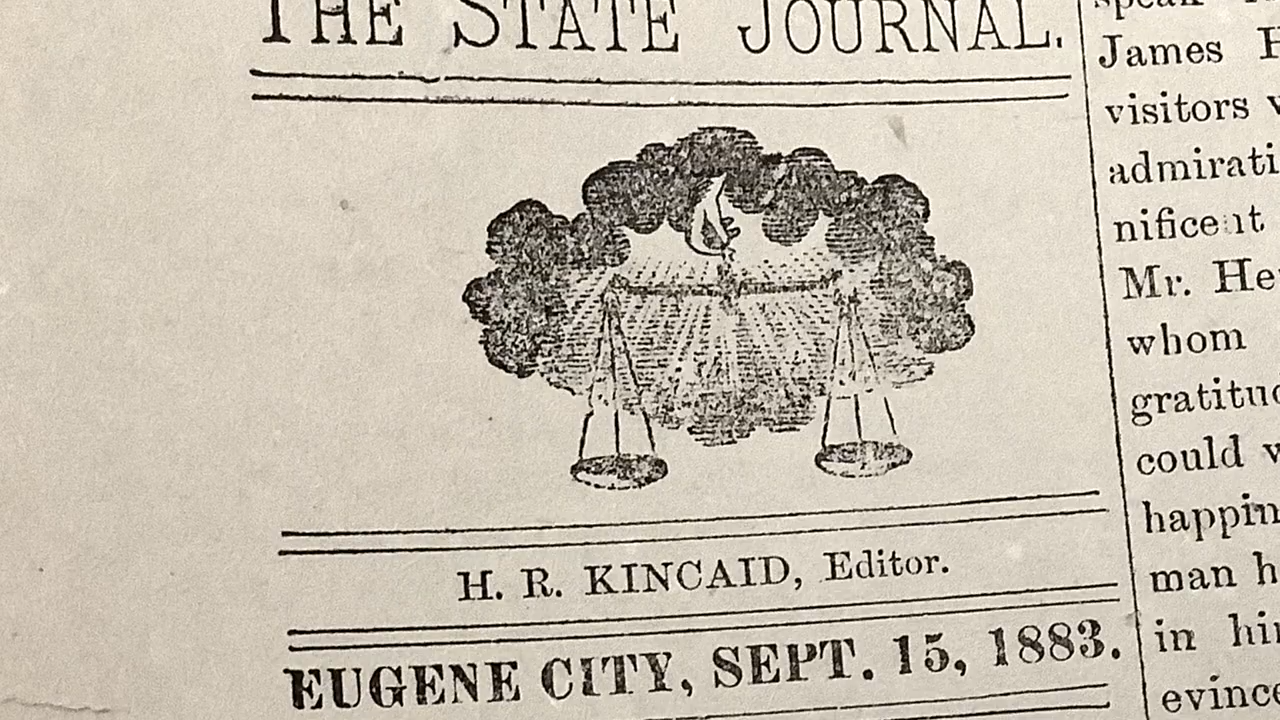 THE STATE JOURNAL.
H. R. KINCAID, Editor.
EUGENE CITY, SEPT. 15, 1883.
James
visitors
admirati
nificent
Mr. He
whom
gratitud
could
happin
man h
in hi
evince